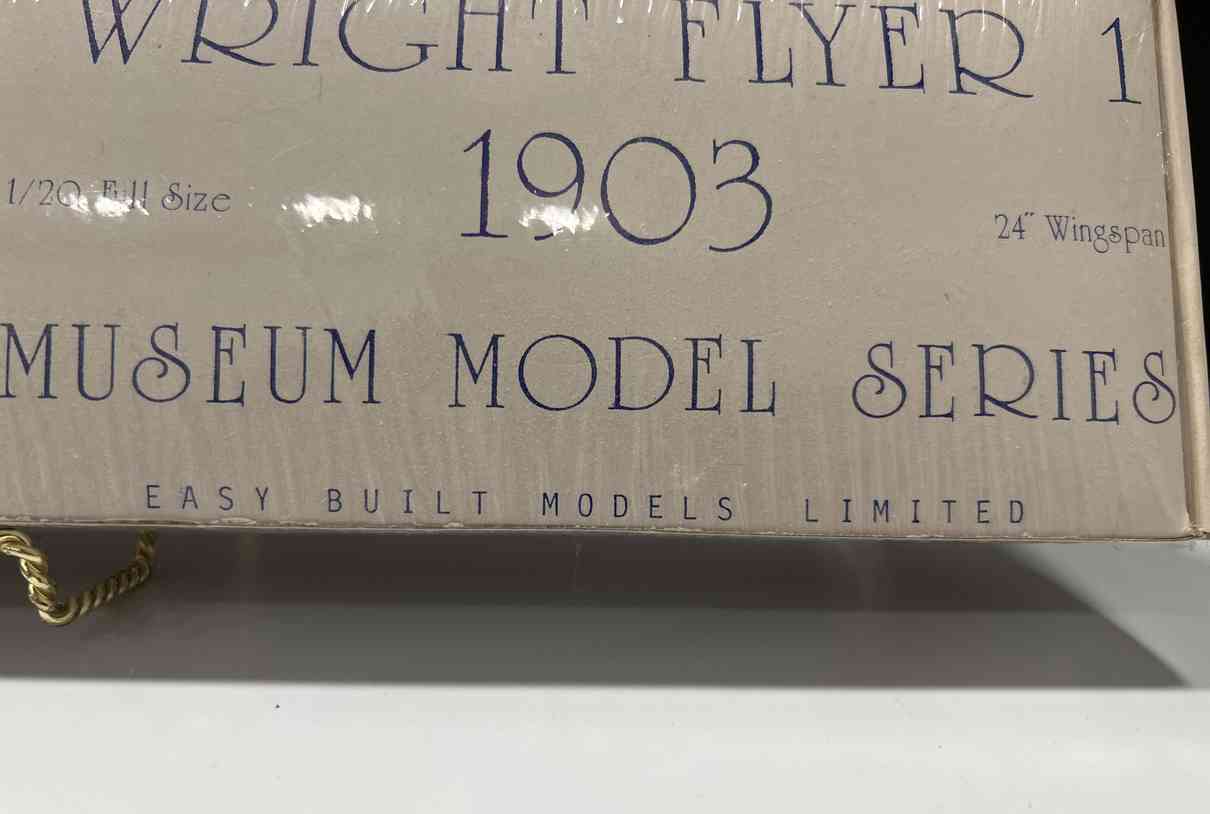 WRIGHT FLYER 1
1903
1/20 Full Size
24" Wingspan
MUSEUM MODEL SERIES
EASY BUILT MODELS LIMITED